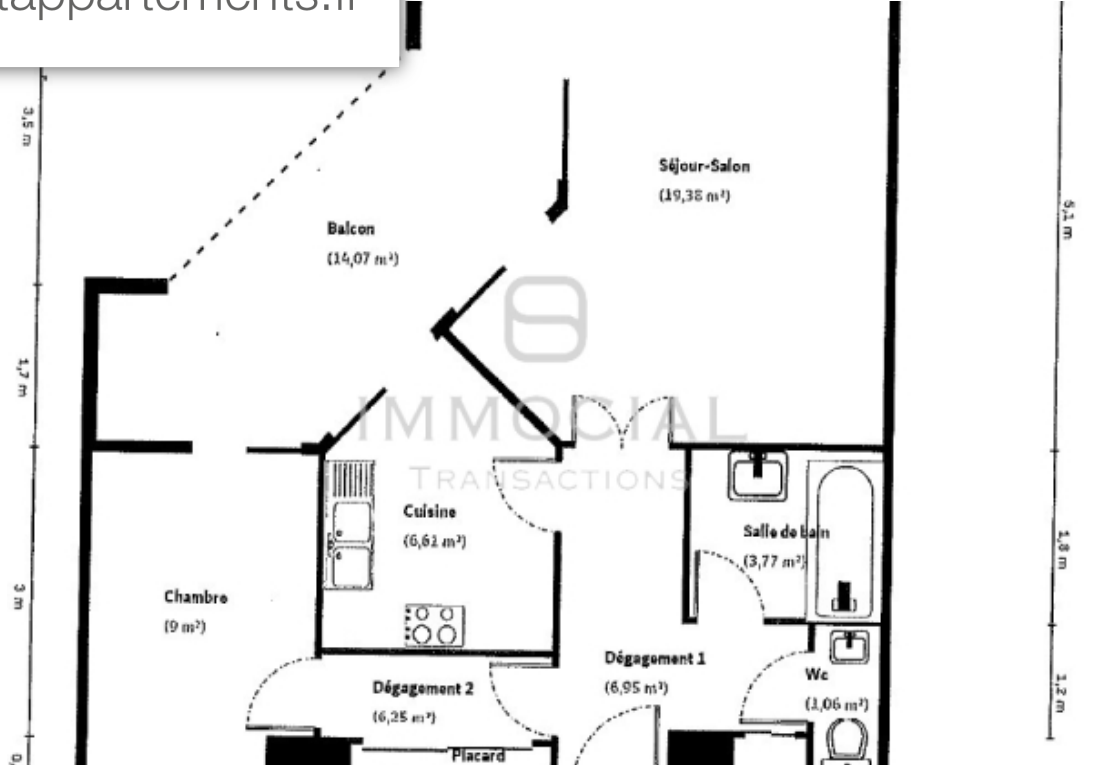 tappartements.fr
3,5 m
Séjour-Salon
(19,38 m²)
5,1 m
Balcon
(14,07 m²)
1,7 m
IMMOCIAL
TRANSACTIONS
Cuisine
(6,61 m²)
Salle de bain
(3,77 m²)
1,8 m
3 m
Chambre
(9 m²)
Dégagement 1
(6,95 m²)
Wc
(1,06 m²)
1,2 m
Dégagement 2
(6,25 m²)
Placard